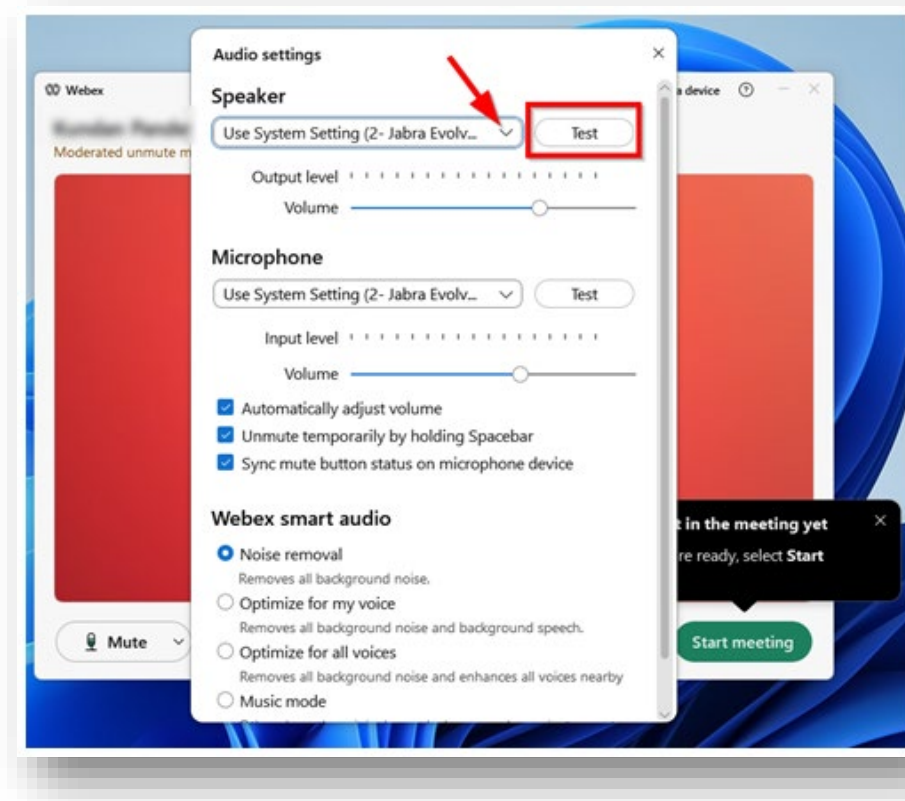 Audio settings
Webex
a device
Speaker
Use System Setting (2- Jabra Evolv...
Test
Moderated unmute m
Output level
Volume
Microphone
Use System Setting (2- Jabra Evolv...
Test
Input level
Volume
Automatically adjust volume
Unmute temporarily by holding Spacebar
Sync mute button status on microphone device
Webex smart audio
Noise removal
Removes all background noise.
Optimize for my voice
Removes all background noise and background speech.
Optimize for all voices
Removes all background noise and enhances all voices nearby
Music mode
t in the meeting yet
re ready, select Start
Mute
Start meeting